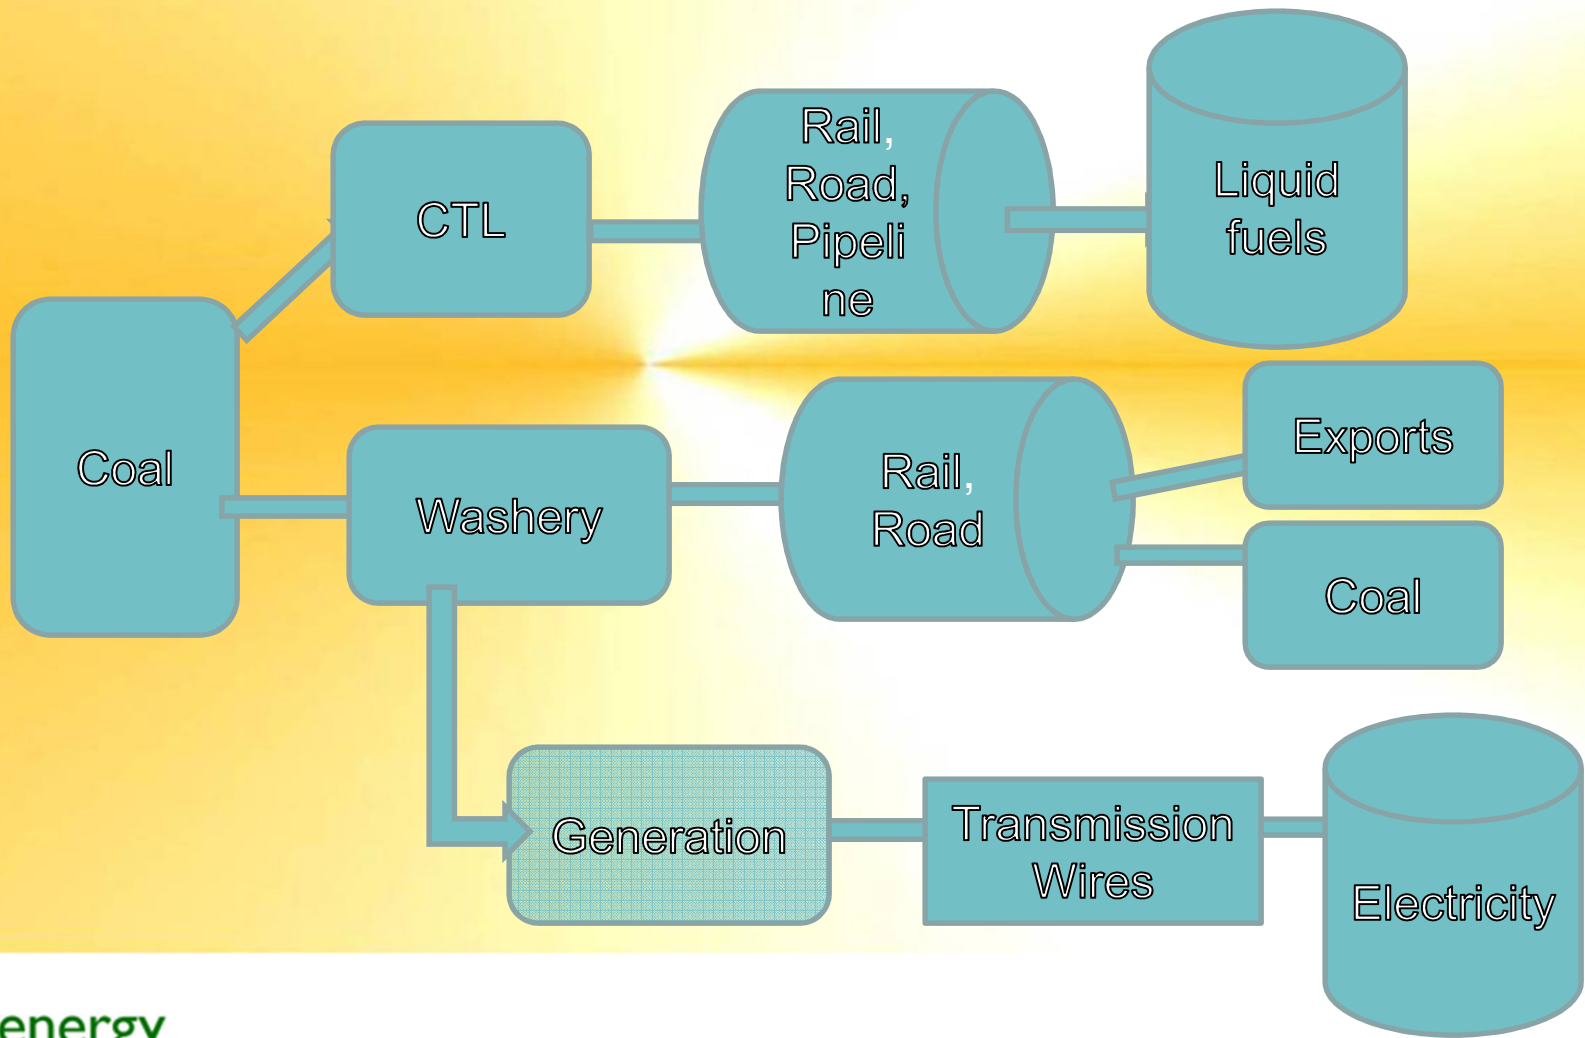 CTL
Rail,
Road,
Pipeli
ne
Liquid
fuels
Coal
Washery
Rail,
Road
Exports
Coal
Generation
Transmission
Wires
Electricity
energy